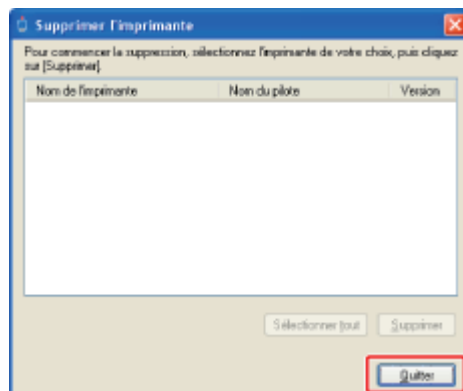 Supprimer l'imprimante
Pour commencer la suppression, sélectionnez l'imprimante de votre choix, puis cliquez
sur [Supprimer].
Nom de l'imprimante Nom du pilote Version
Sélectionner tout Supprimer
Quitter